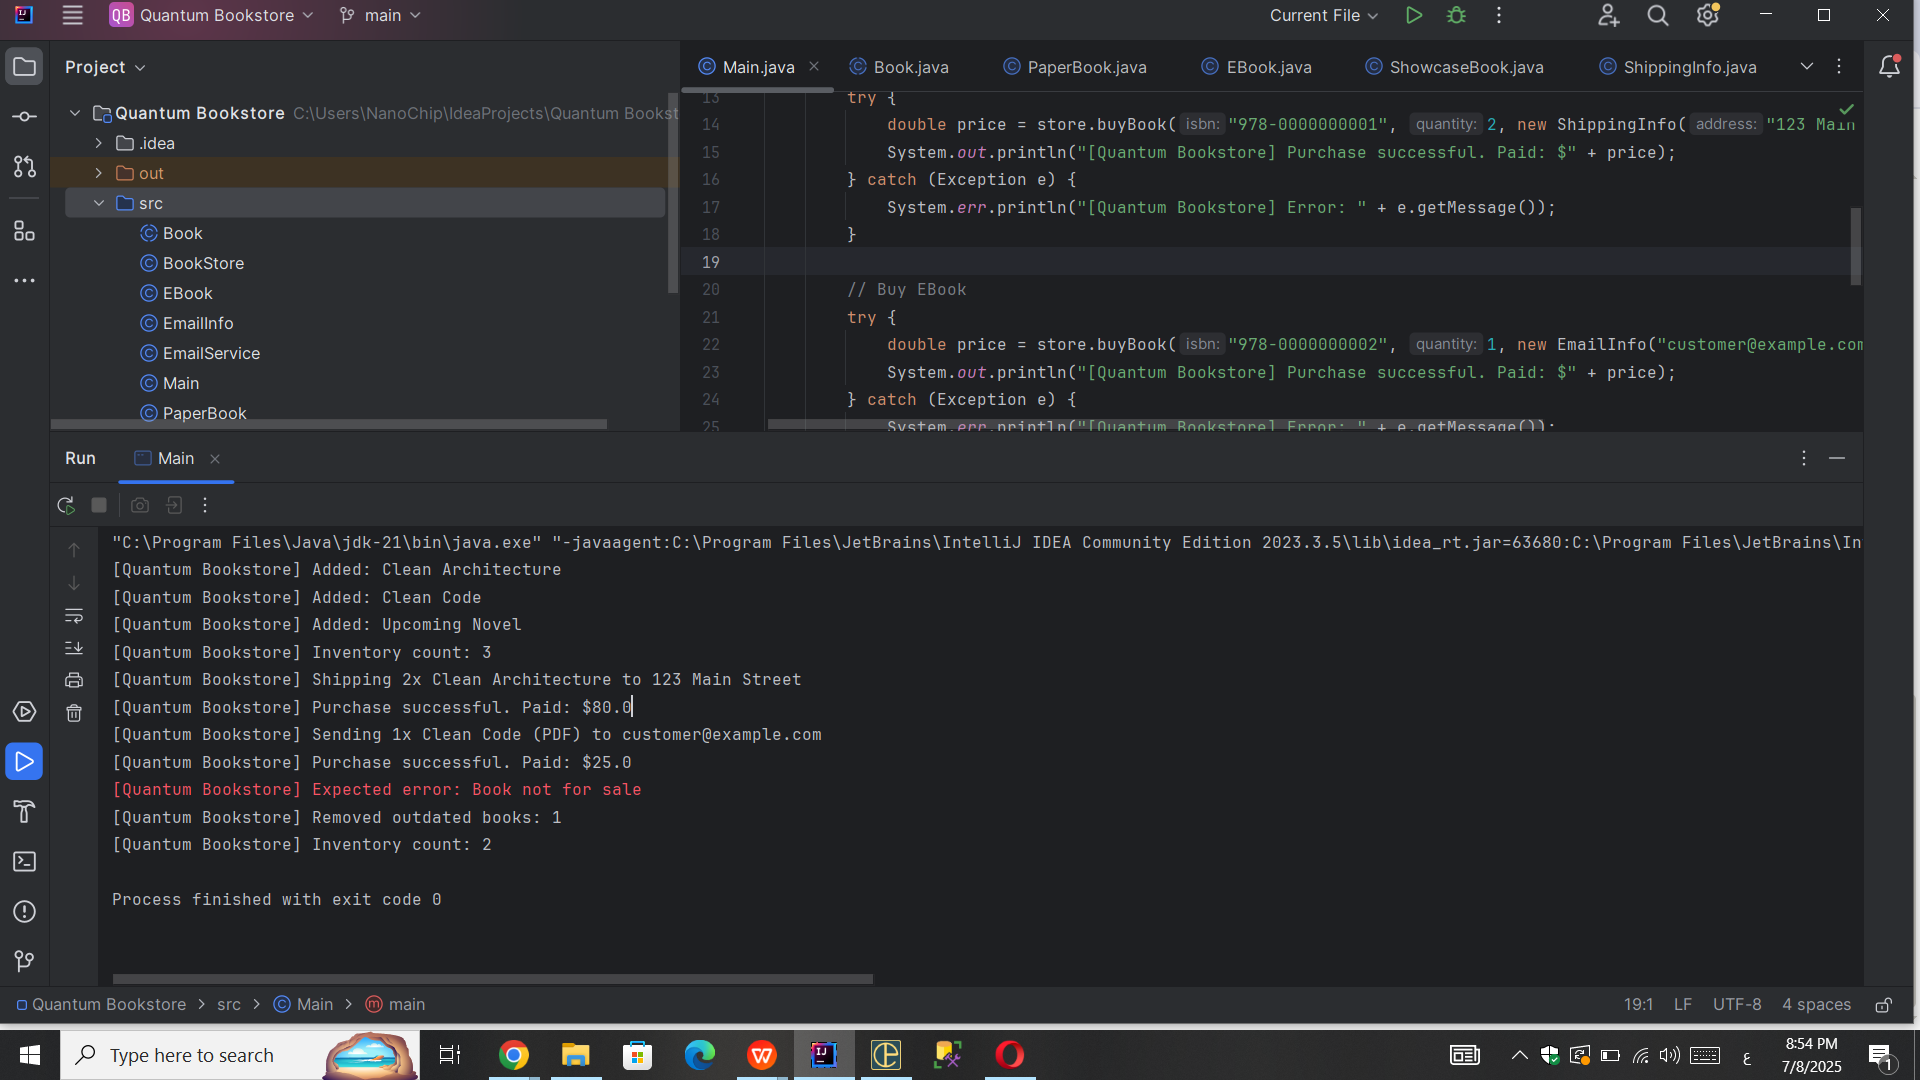 QB Quantum Bookstore main Current File
Project
Main.java Book.java PaperBook.java EBook.java ShowcaseBook.java ShippingInfo.java
Quantum Bookstore C:\Users\NanoChip\IdeaProjects\Quantum Bookst
.idea
out
src
Book
BookStore
EBook
EmailInfo
EmailService
Main
PaperBook
13 try {
14 double price = store.buyBook( isbn: "978-0000000001", quantity: 2, new ShippingInfo( address: "123 Main
15 System.out.println("[Quantum Bookstore] Purchase successful. Paid: $" + price);
16 } catch (Exception e) {
17 System.err.println("[Quantum Bookstore] Error: " + e.getMessage());
18 }
19
20 // Buy EBook
21 try {
22 double price = store.buyBook( isbn: "978-0000000002", quantity: 1, new EmailInfo("customer@example.com
23 System.out.println("[Quantum Bookstore] Purchase successful. Paid: $" + price);
24 } catch (Exception e) {
25 System.err.println("[Quantum Bookstore] Error: " + e.getMessage());
Run Main
"C:\Program Files\Java\jdk-21\bin\java.exe" "-javaagent:C:\Program Files\JetBrains\IntelliJ IDEA Community Edition 2023.3.5\lib\idea_rt.jar=63680:C:\Program Files\JetBrains\In
[Quantum Bookstore] Added: Clean Architecture
[Quantum Bookstore] Added: Clean Code
[Quantum Bookstore] Added: Upcoming Novel
[Quantum Bookstore] Inventory count: 3
[Quantum Bookstore] Shipping 2x Clean Architecture to 123 Main Street
[Quantum Bookstore] Purchase successful. Paid: $80.0
[Quantum Bookstore] Sending 1x Clean Code (PDF) to customer@example.com
[Quantum Bookstore] Purchase successful. Paid: $25.0
[Quantum Bookstore] Expected error: Book not for sale
[Quantum Bookstore] Removed outdated books: 1
[Quantum Bookstore] Inventory count: 2
Process finished with exit code 0
Quantum Bookstore > src > Main > main 19:1 LF UTF-8 4 spaces
Type here to search
ع
8:54 PM
7/8/2025
1